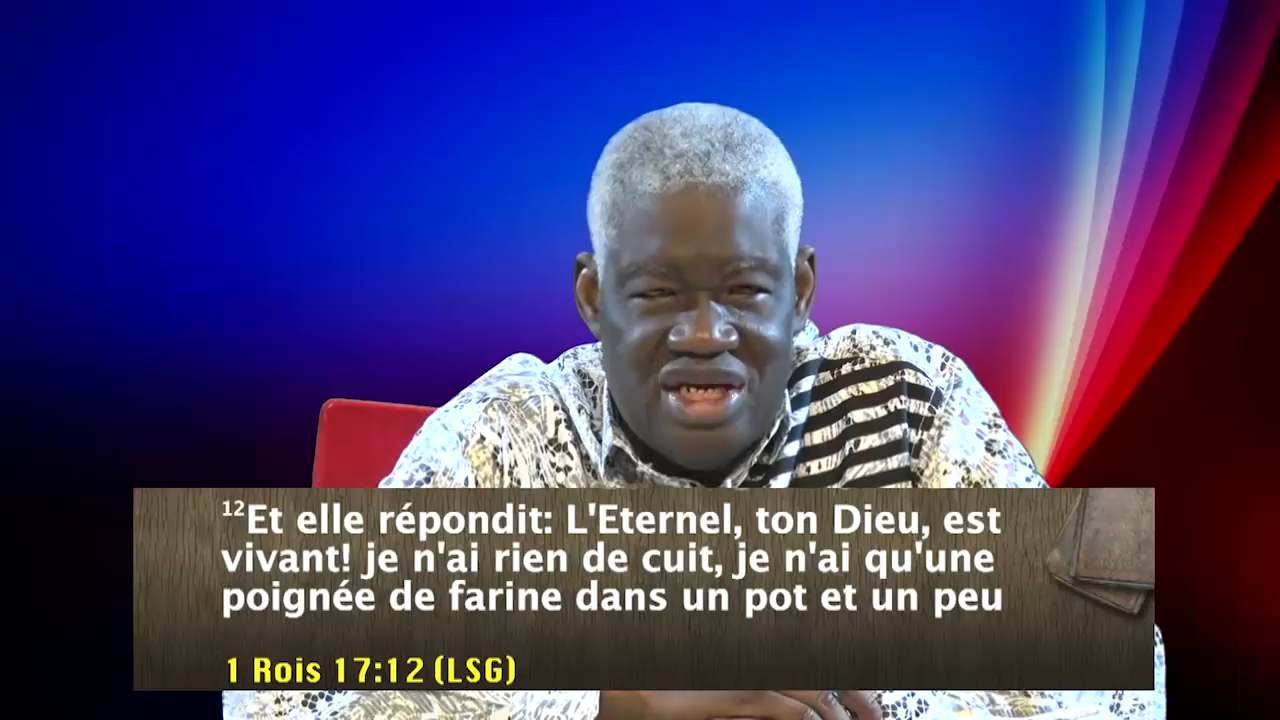 ¹²Et elle répondit: L'Eternel, ton Dieu, est
vivant! je n'ai rien de cuit, je n'ai qu'une
poignée de farine dans un pot et un peu
1 Rois 17:12 (LSG)